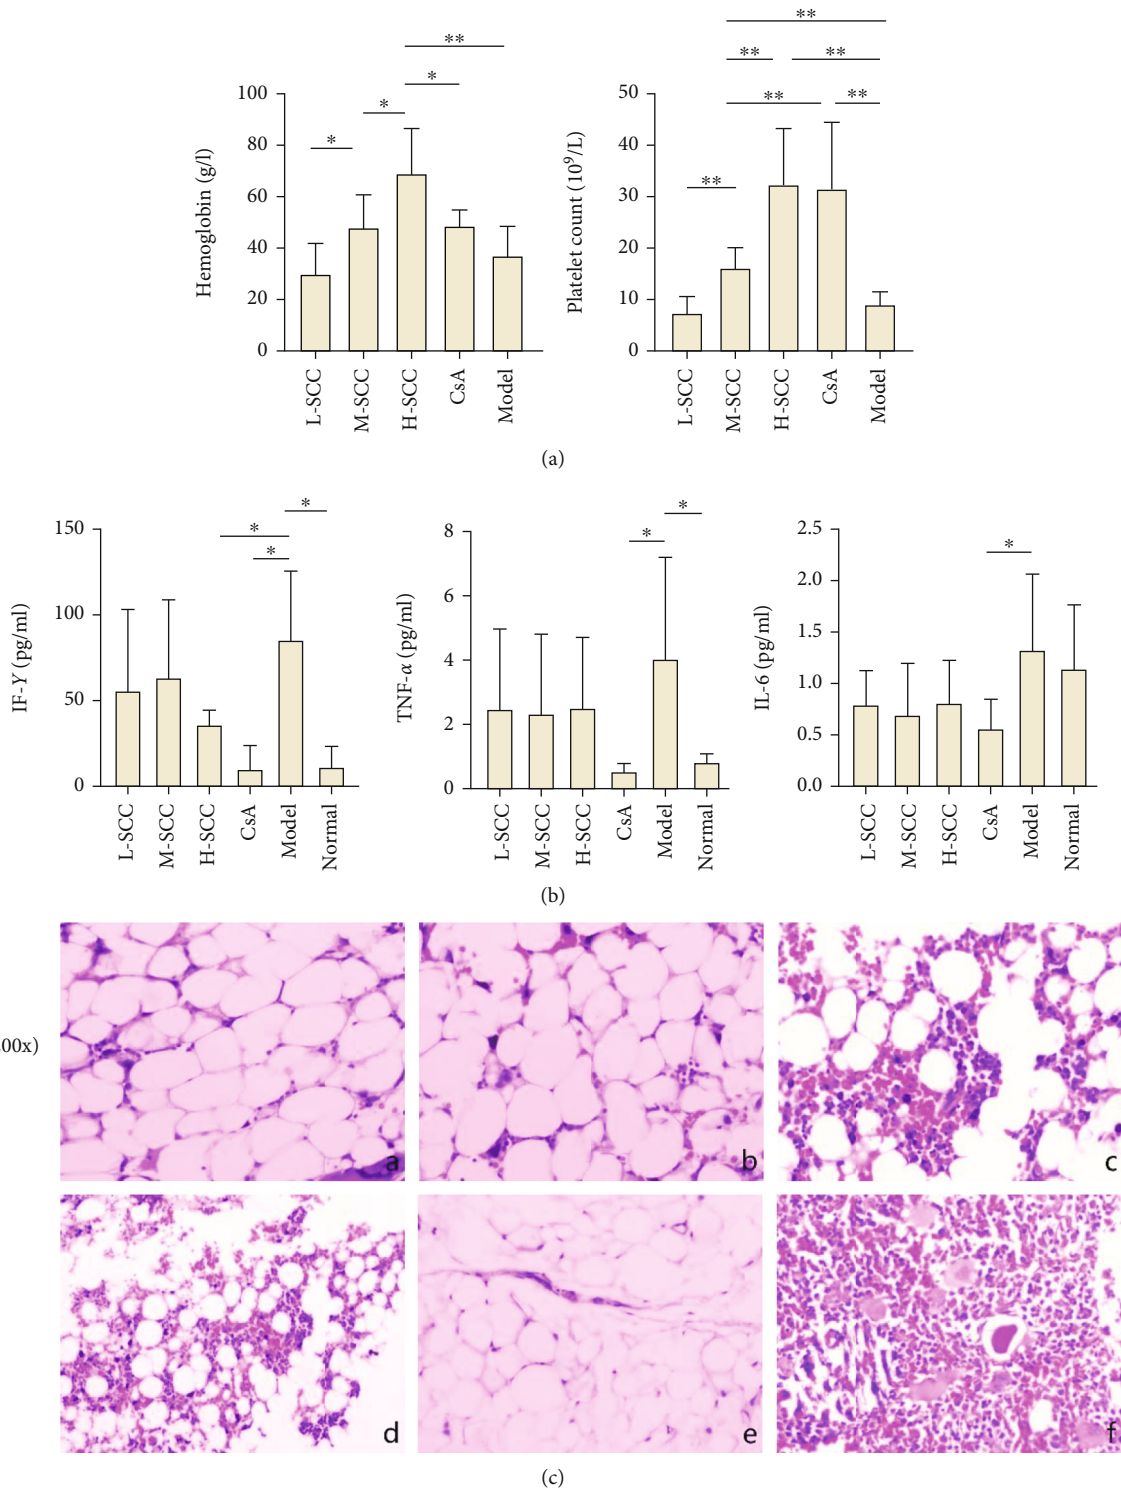 **
*
*
*
Hemoglobin (g/l)
100
80
60
40
20
0
L-SCC
M-SCC
H-SCC
CsA
Model
**
**
**
**
**
**
Platelet count (10⁹/L)
50
40
30
20
10
0
L-SCC
M-SCC
H-SCC
CsA
Model
(a)
*
*
*
IF-Y (pg/ml)
150
100
50
0
L-SCC
M-SCC
H-SCC
CsA
Model
Normal
*
*
TNF-α (pg/ml)
8
6
4
2
0
L-SCC
M-SCC
H-SCC
CsA
Model
Normal
*
IL-6 (pg/ml)
2.5
2.0
1.5
1.0
0.5
0.0
L-SCC
M-SCC
H-SCC
CsA
Model
Normal
(b)
00x)
a
b
c
d
e
f
(c)